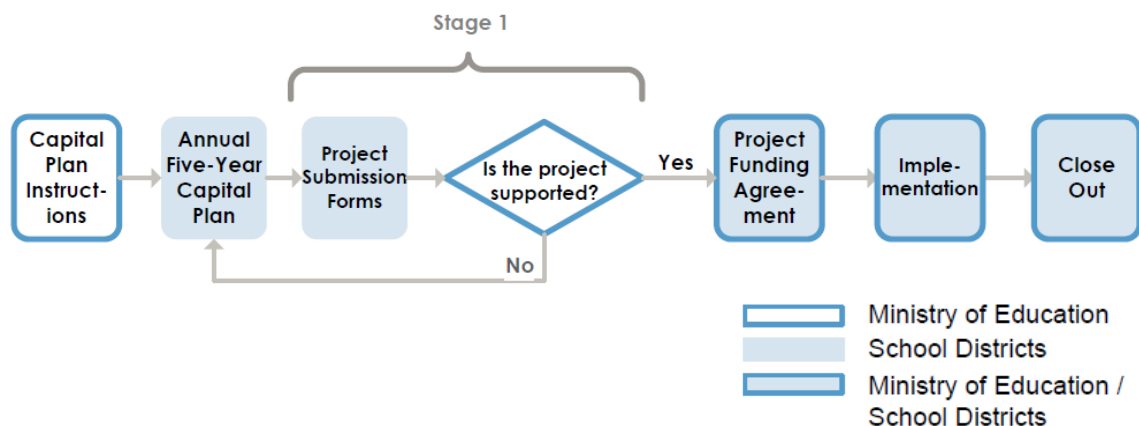 Stage 1
Capital
Plan
Instruct-
ions
Annual
Five-Year
Capital
Plan
Project
Submission
Forms
Is the project
supported?
Yes
No
Project
Funding
Agree-
ment
Imple-
mentation
Close
Out
Ministry of Education
School Districts
Ministry of Education /
School Districts